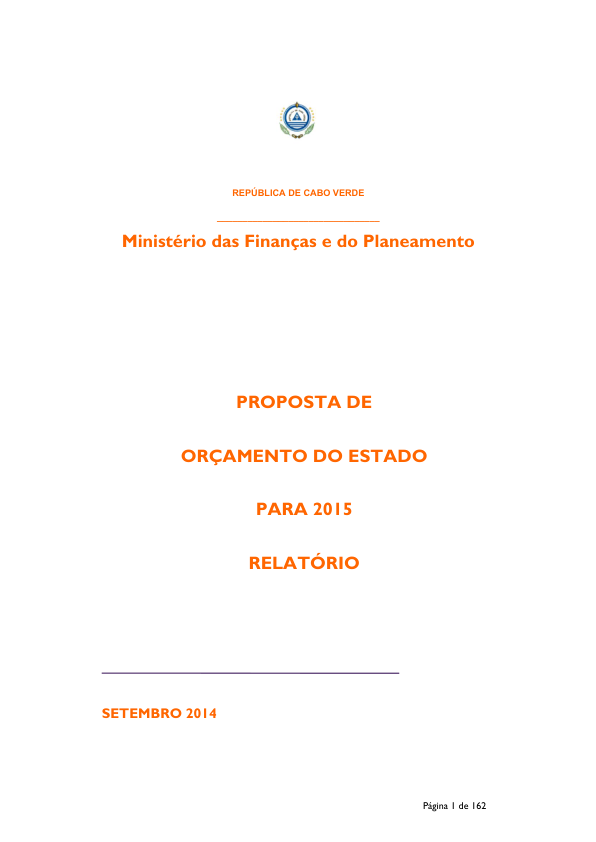 REPÚBLICA DE CABO VERDE
Ministério das Finanças e do Planeamento
PROPOSTA DE
ORÇAMENTO DO ESTADO
PARA 2015
RELATÓRIO
SETEMBRO 2014
Página 1 de 162